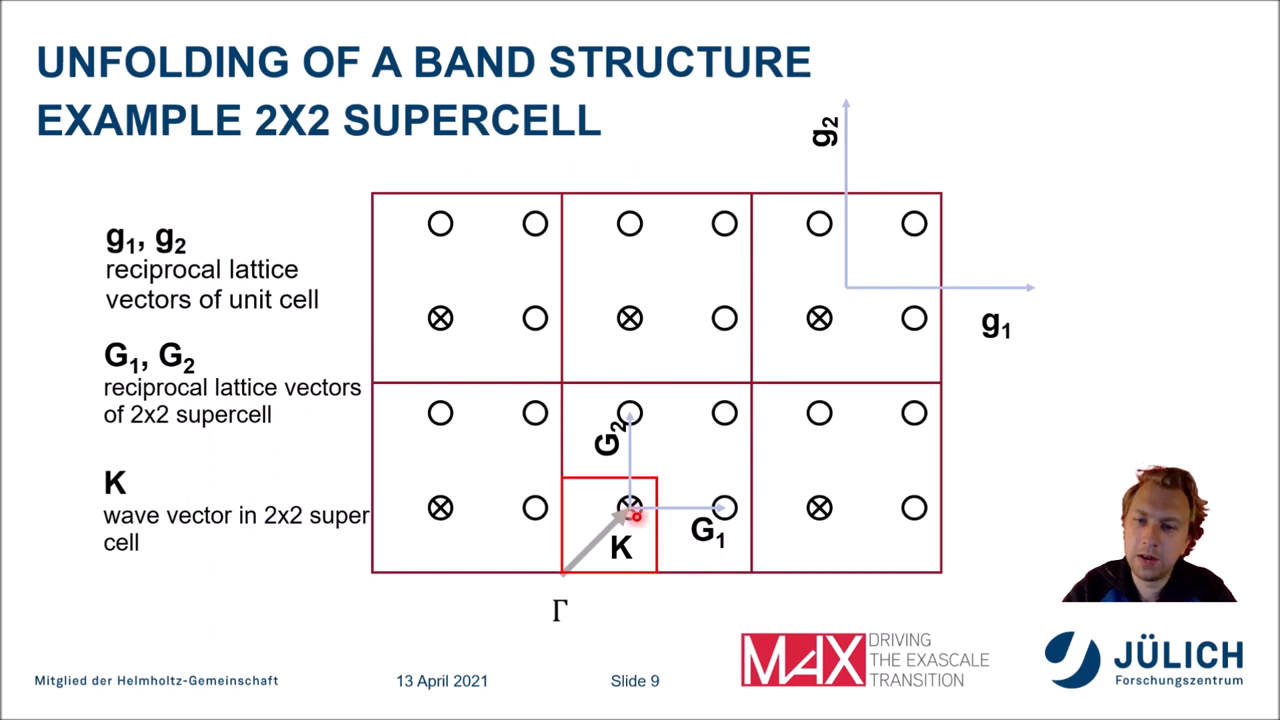 UNFOLDING OF A BAND STRUCTURE
EXAMPLE 2X2 SUPERCELL
g₂
g₁
g₁, g₂
reciprocal lattice
vectors of unit cell
G₁, G₂
reciprocal lattice vectors
of 2x2 supercell
K
wave vector in 2x2 super
cell
G₂
G₁
K
Γ
Mitglied der Helmholtz-Gemeinschaft
13 April 2021
Slide 9
MAX
DRIVING
THE EXASCALE
TRANSITION
JÜLICH
Forschungszentrum